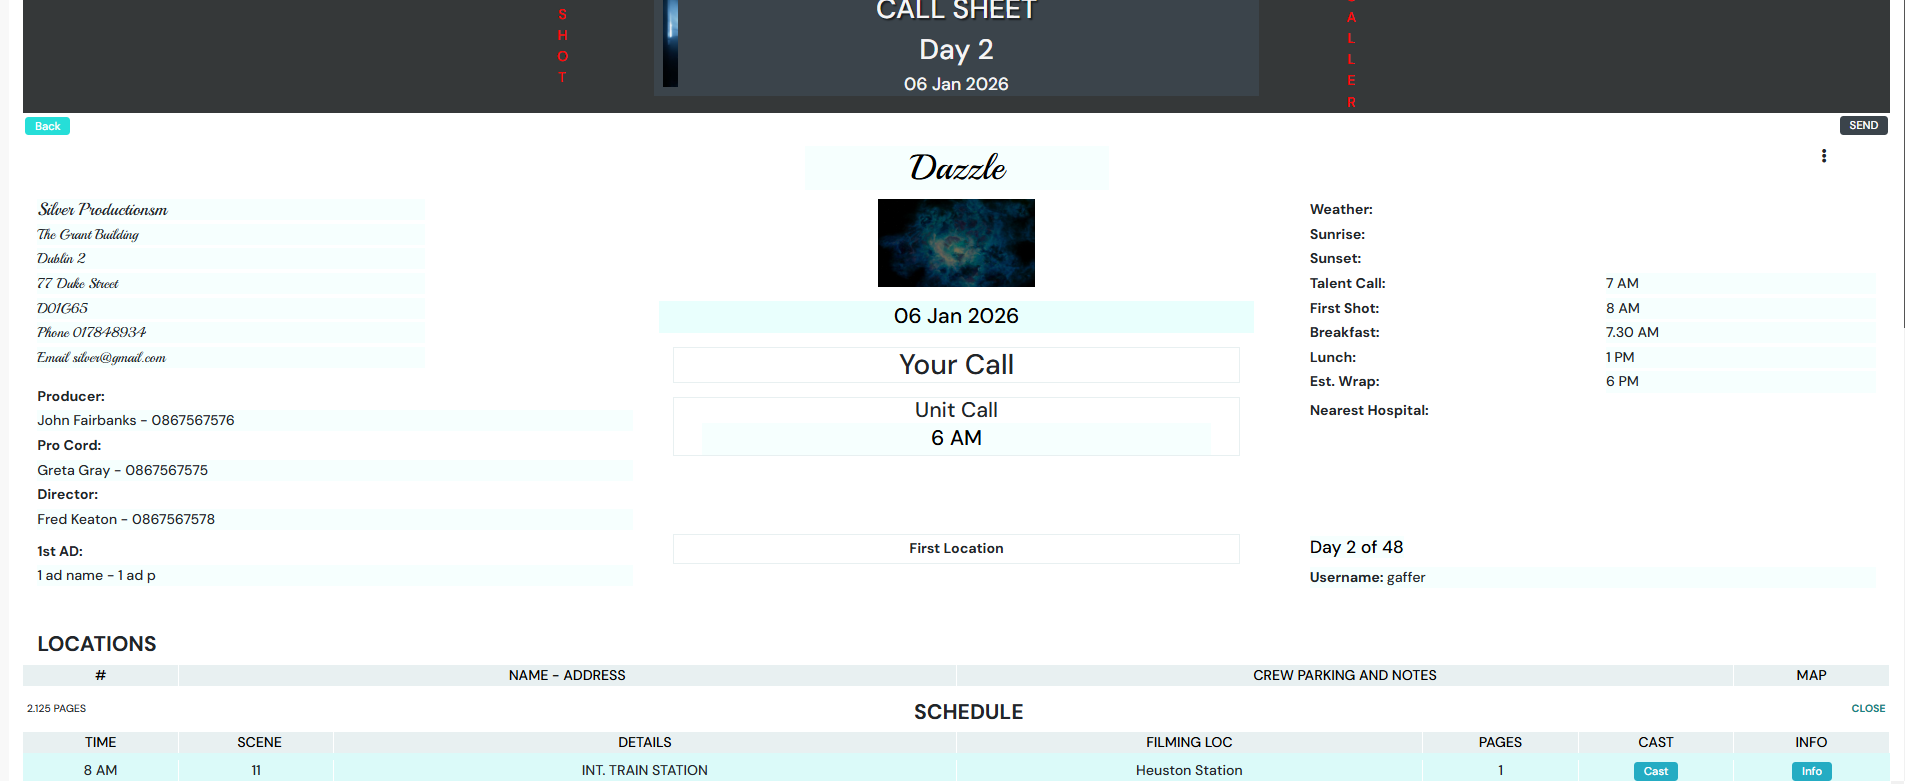 CALL SHEET
Day 2
06 Jan 2026
S
H
O
T
A
L
L
E
R
Back
SEND
Dazzle
Silver Productionsm
The Grant Building
Dublin 2
77 Duke Street
D01G65
Phone 017848934
Email silver@gmail.com
Producer:
John Fairbanks - 0867567576
Pro Cord:
Greta Gray - 0867567575
Director:
Fred Keaton - 0867567578
1st AD:
1 ad name - 1 ad p
06 Jan 2026
Your Call
Unit Call
6 AM
First Location
Weather:
Sunrise:
Sunset:
Talent Call: 7 AM
First Shot: 8 AM
Breakfast: 7.30 AM
Lunch: 1 PM
Est. Wrap: 6 PM
Nearest Hospital:
Day 2 of 48
Username: gaffer
LOCATIONS
# NAME - ADDRESS CREW PARKING AND NOTES MAP
2.125 PAGES SCHEDULE CLOSE
TIME SCENE DETAILS FILMING LOC PAGES CAST INFO
8 AM 11 INT. TRAIN STATION Heuston Station 1 Cast Info